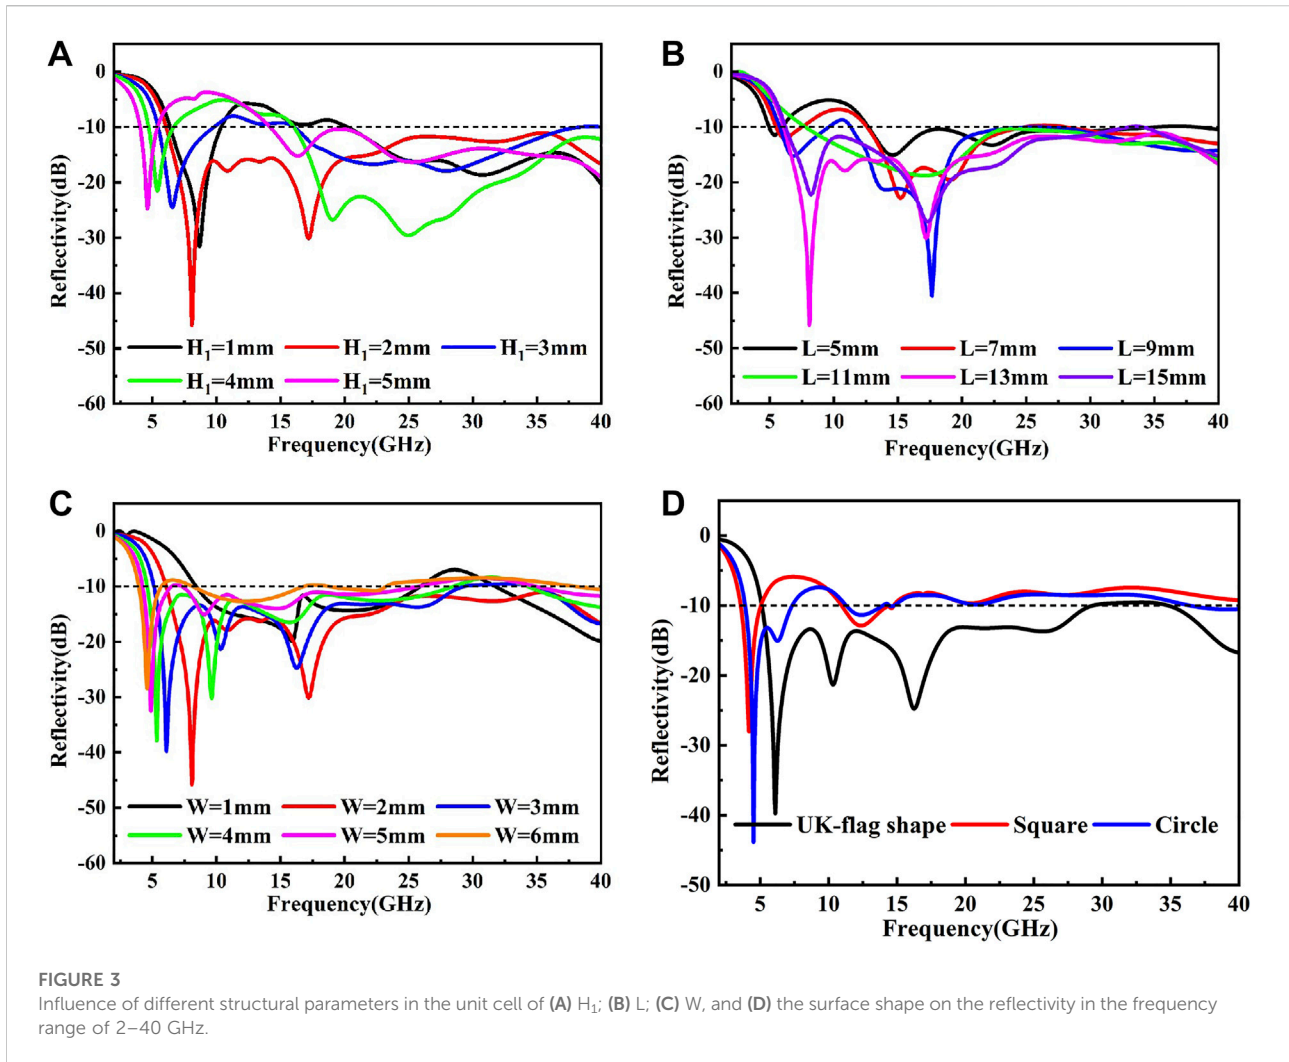 A
0
-10
-20
-30
-40
-50
-60
Reflectivity(dB)
H1=1mm H1=2mm H1=3mm
H1=4mm H1=5mm
5 10 15 20 25 30 35 40
Frequency(GHz)
B
0
-10
-20
-30
-40
-50
-60
Reflectivity(dB)
L=5mm L=7mm L=9mm
L=11mm L=13mm L=15mm
5 10 15 20 25 30 35 40
Frequency(GHz)
C
0
-10
-20
-30
-40
-50
-60
Reflectivity(dB)
W=1mm W=2mm W=3mm
W=4mm W=5mm W=6mm
5 10 15 20 25 30 35 40
Frequency(GHz)
D
0
-10
-20
-30
-40
-50
Reflectivity(dB)
UK-flag shape Square Circle
5 10 15 20 25 30 35 40
Frequency(GHz)
FIGURE 3
Influence of different structural parameters in the unit cell of (A) H1; (B) L; (C) W, and (D) the surface shape on the reflectivity in the frequency
range of 2–40 GHz.